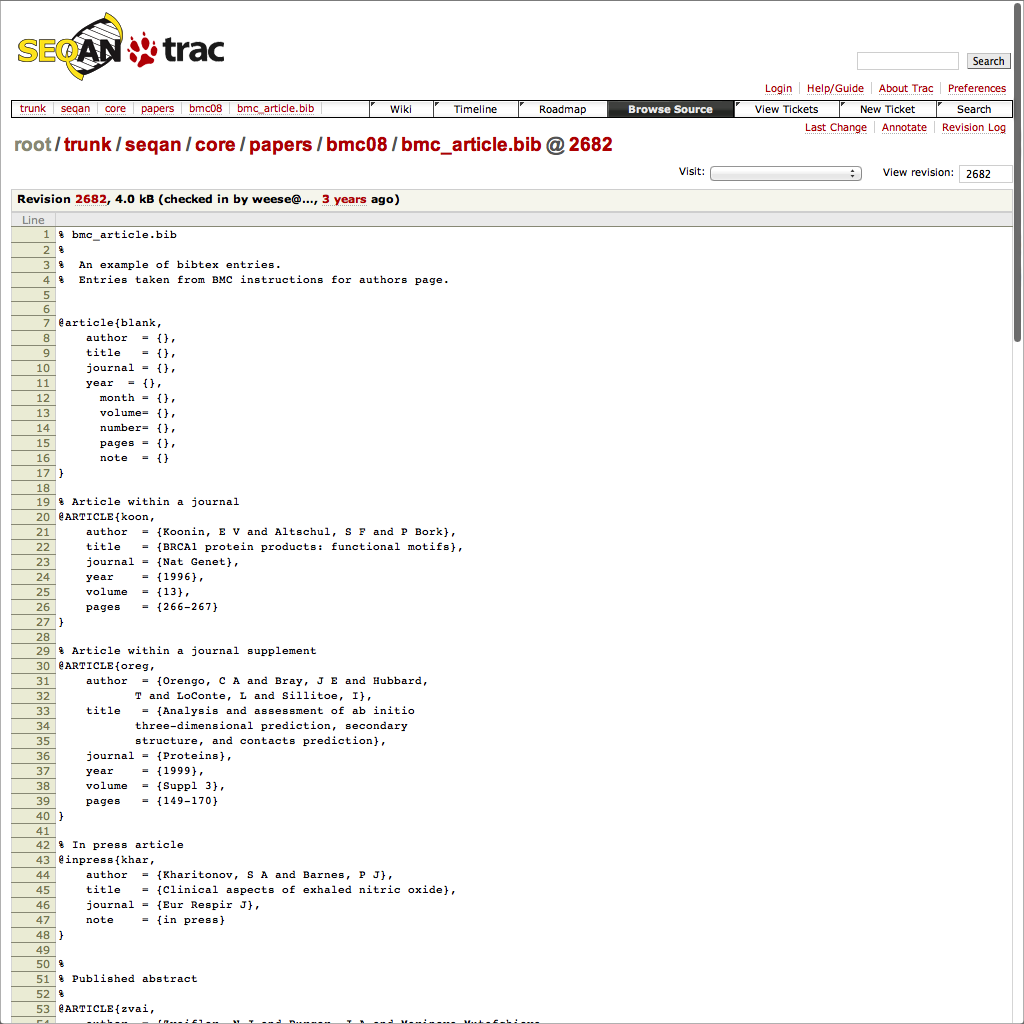 SEQAN trac
Search
Login Help/Guide About Trac Preferences
trunk seqan core papers bmc08 bmc_article.bib Wiki Timeline Roadmap Browse Source View Tickets New Ticket Search
Last Change Annotate Revision Log
root/trunk/seqan/core/papers/bmc08/bmc_article.bib @ 2682
Visit: View revision: 2682
Revision 2682, 4.0 kB (checked in by weese@..., 3 years ago)
Line
1 % bmc_article.bib
2 %
3 %  An example of bibtex entries.
4 %  Entries taken from BMC instructions for authors page.
5
6
7 @article{blank,
8     author  = {},
9     title   = {},
10     journal = {},
11     year  = {},
12       month = {},
13       volume= {},
14       number= {},
15       pages = {},
16       note  = {}
17 }
18
19 % Article within a journal
20 @ARTICLE{koon,
21     author  = {Koonin, E V and Altschul, S F and P Bork},
22     title   = {BRCA1 protein products: functional motifs},
23     journal = {Nat Genet},
24     year    = {1996},
25     volume  = {13},
26     pages   = {266-267}
27 }
28
29 % Article within a journal supplement
30 @ARTICLE{oreg,
31     author  = {Orengo, C A and Bray, J E and Hubbard,
32            T and LoConte, L and Sillitoe, I},
33     title   = {Analysis and assessment of ab initio
34            three-dimensional prediction, secondary
35            structure, and contacts prediction},
36     journal = {Proteins},
37     year    = {1999},
38     volume  = {Suppl 3},
39     pages   = {149-170}
40 }
41
42 % In press article
43 @inpress{khar,
44     author  = {Kharitonov, S A and Barnes, P J},
45     title   = {Clinical aspects of exhaled nitric oxide},
46     journal = {Eur Respir J},
47     note    = {in press}
48 }
49
50 %
51 % Published abstract
52 %
53 @ARTICLE{zvai,